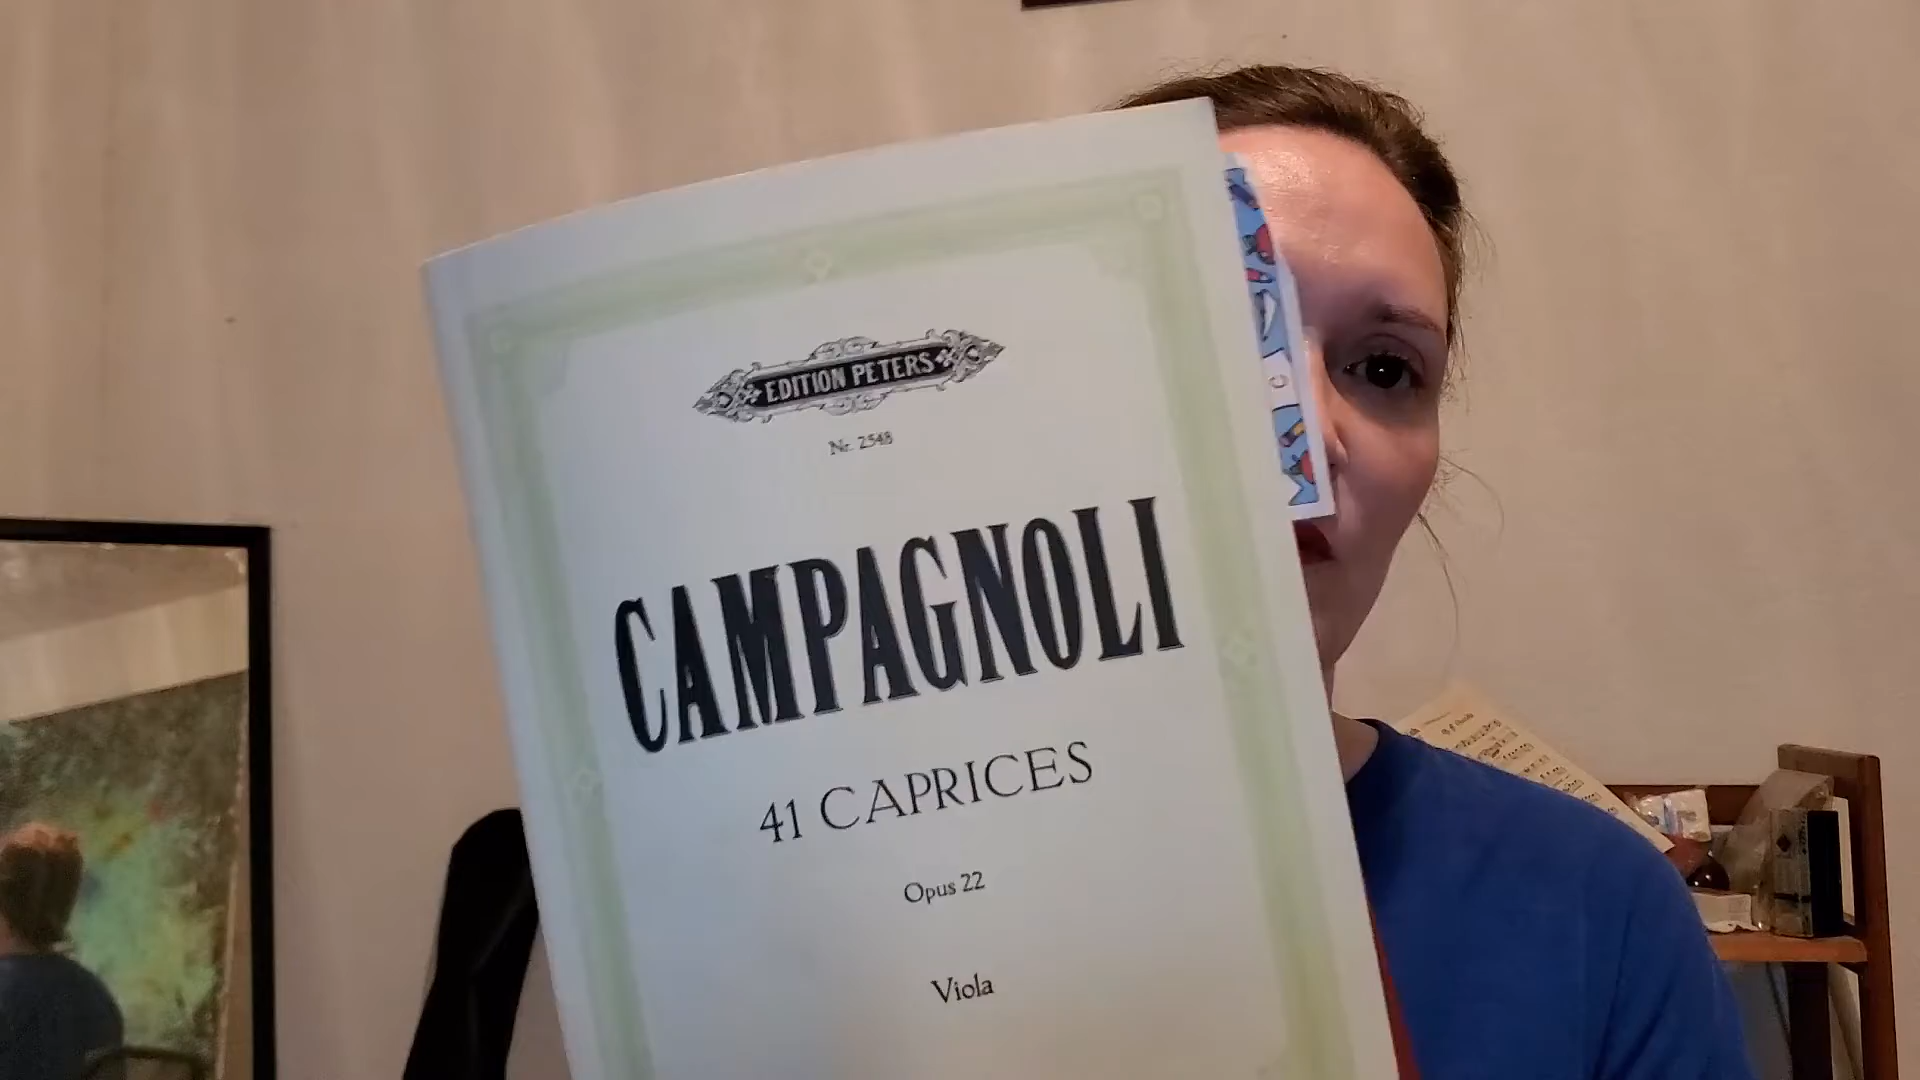 EDITION PETERS
Nr. 2548
CAMPAGNOLI
41 CAPRICES
Opus 22
Viola
C